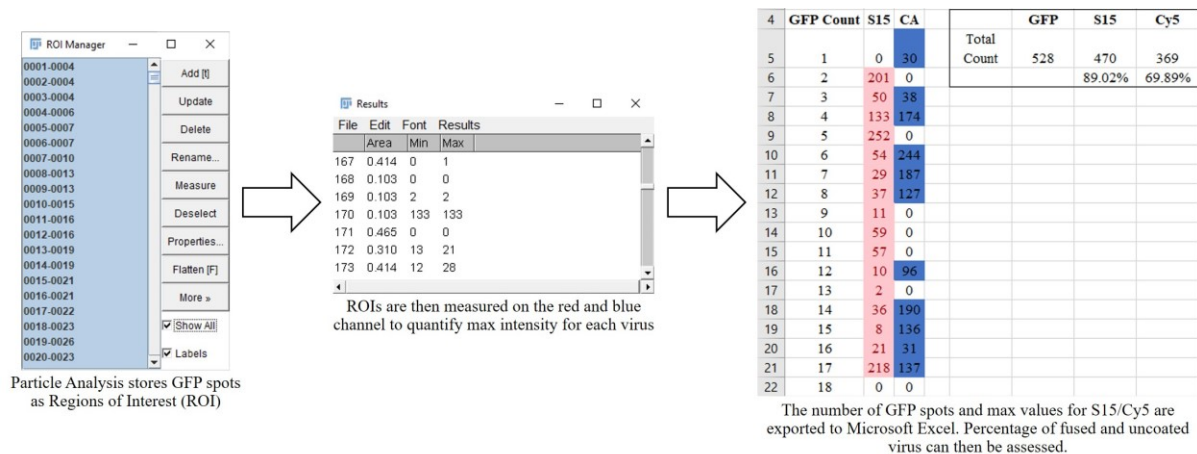 ROI Manager
0001-0004
0002-0004
0003-0004
0004-0006
0005-0007
0006-0007
0007-0010
0008-0013
0009-0013
0010-0015
0011-0016
0012-0016
0013-0019
0014-0019
0015-0021
0016-0021
0017-0022
0018-0023
0019-0026
0020-0023
Add [t]
Update
Delete
Rename...
Measure
Deselect
Properties...
Flatten [F]
More »
Show All
Labels
Particle Analysis stores GFP spots
as Regions of Interest (ROI)
Results
File Edit Font Results
Area Min Max
167 0.414 0 1
168 0.103 0 0
169 0.103 2 2
170 0.103 133 133
171 0.465 0 0
172 0.310 13 21
173 0.414 12 28
ROIs are then measured on the red and blue
channel to quantify max intensity for each virus
4 GFP Count S15 CA
5 1 0 30
6 2 201 0
7 3 50 38
8 4 133 174
9 5 252 0
10 6 54 244
11 7 29 187
12 8 37 127
13 9 11 0
14 10 59 0
15 11 57 0
16 12 10 96
17 13 2 0
18 14 36 190
19 15 8 136
20 16 21 31
21 17 218 137
22 18 0 0
GFP S15 Cy5
Total
Count 528 470 369
89.02% 69.89%
The number of GFP spots and max values for S15/Cy5 are
exported to Microsoft Excel. Percentage of fused and uncoated
virus can then be assessed.